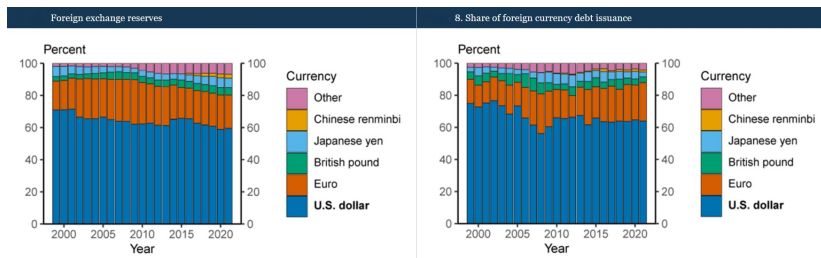 Foreign exchange reserves
Percent
100
80
60
40
20
0
100
80
60
40
20
0
2000 2005 2010 2015 2020
Year
Currency
Other
Chinese renminbi
Japanese yen
British pound
Euro
U.S. dollar
8. Share of foreign currency debt issuance
Percent
100
80
60
40
20
0
100
80
60
40
20
0
2000 2005 2010 2015 2020
Year
Currency
Other
Chinese renminbi
Japanese yen
British pound
Euro
U.S. dollar